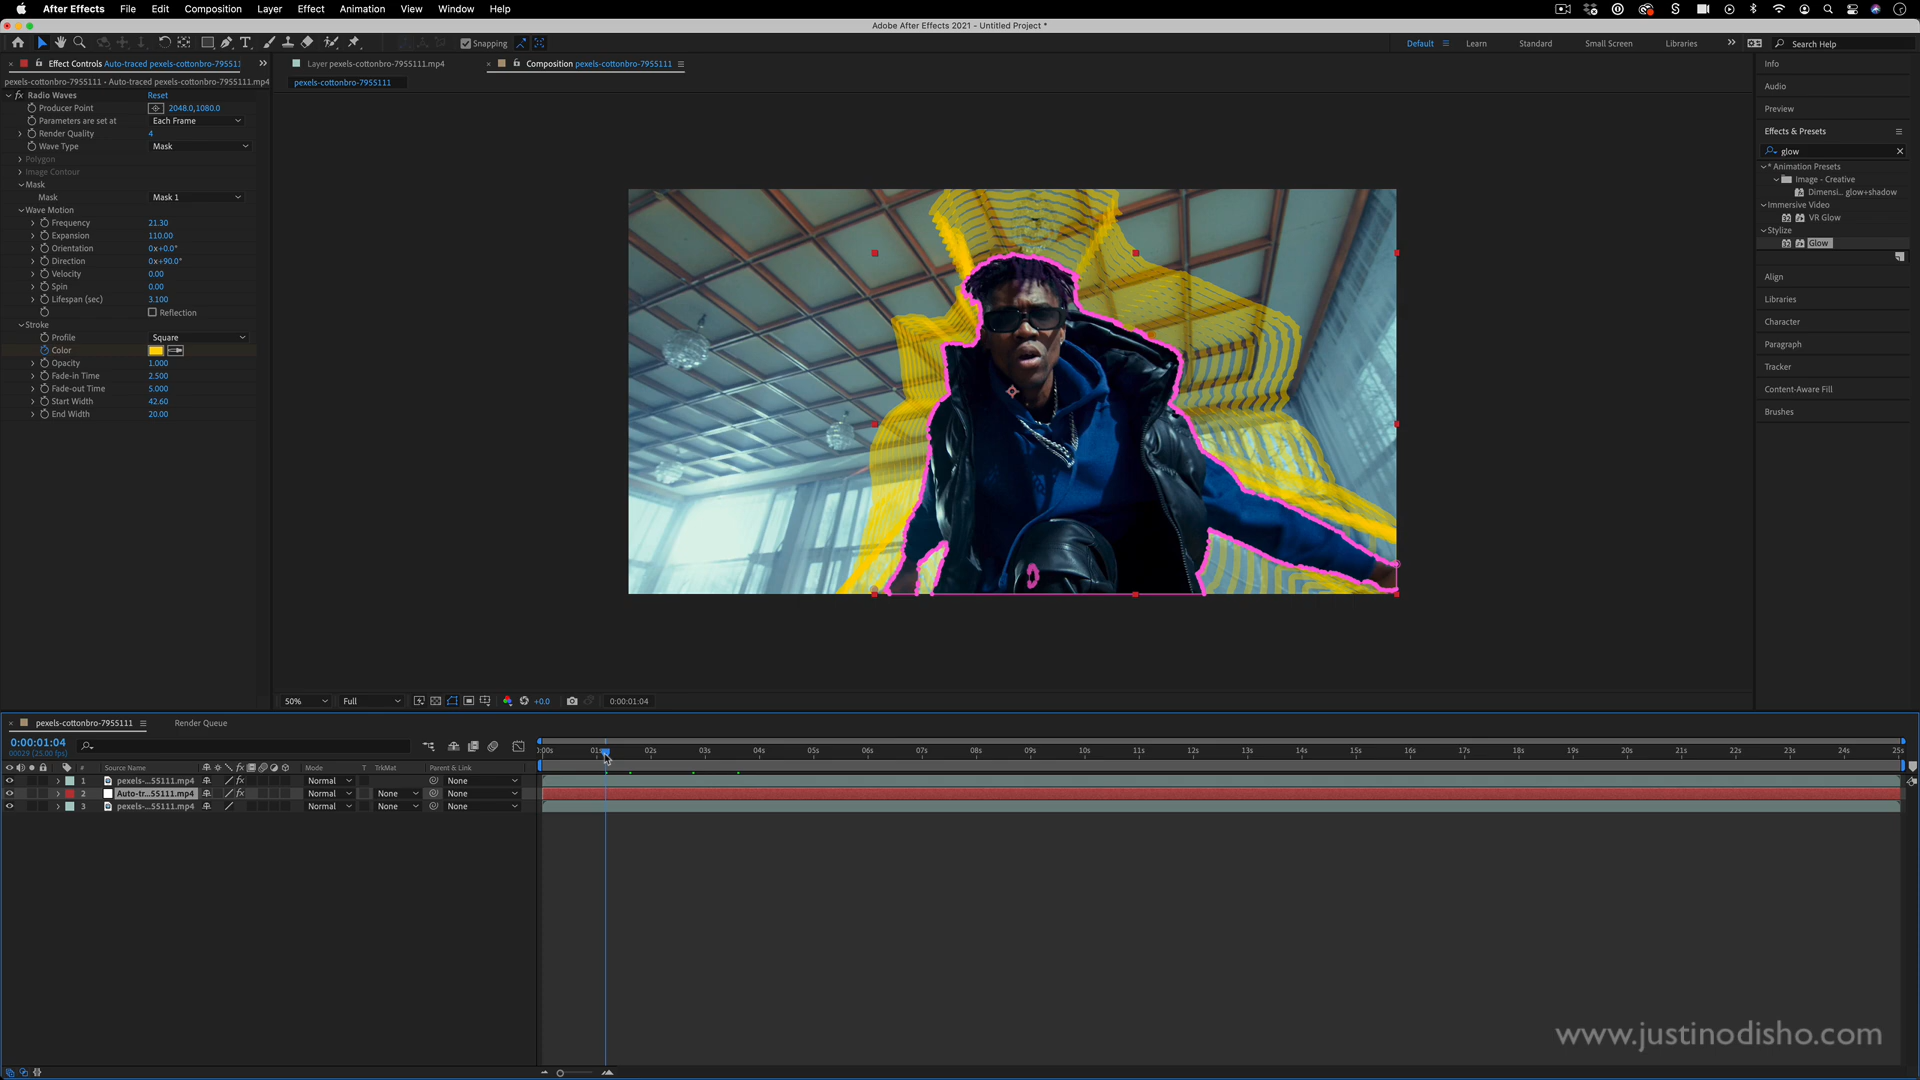 After Effects File Edit Composition Layer Effect Animation View Window Help
Adobe After Effects 2021 - Untitled Project *
Snapping Default Learn Standard Small Screen Libraries Search Help
Effect Controls Auto-traced pexels-cottonbro-795511
pexels-cottonbro-7955111 • Auto-traced pexels-cottonbro-7955111.mp4
fx Radio Waves Reset
Producer Point 2048.0,1080.0
Parameters are set at Each Frame
Render Quality 4
Wave Type Mask
Polygon
Image Contour
Mask
Mask Mask 1
Wave Motion
Frequency 21.30
Expansion 110.00
Orientation 0x+0.0°
Direction 0x+90.0°
Velocity 0.00
Spin 0.00
Lifespan (sec) 3.100
Reflection
Stroke
Profile Square
Color
Opacity 1.000
Fade-in Time 2.500
Fade-out Time 5.000
Start Width 42.60
End Width 20.00
Layer pexels-cottonbro-7955111.mp4
Composition pexels-cottonbro-7955111
pexels-cottonbro-7955111
Info
Audio
Preview
Effects & Presets
glow
* Animation Presets
Image - Creative
Dimensi... glow+shadow
Immersive Video
VR Glow
Stylize
Glow
Align
Libraries
Character
Paragraph
Tracker
Content-Aware Fill
Brushes
50% Full +0.0 0:00:01:04
pexels-cottonbro-7955111 Render Queue
0:00:01:04
00029 (25.00 fps)
# Source Name fx Mode T TrkMat Parent & Link
1 pexels-...55111.mp4 fx Normal None
2 Auto-tr...55111.mp4 fx Normal None None
3 pexels-...55111.mp4 Normal None None
:00s 01s 02s 03s 04s 05s 06s 07s 08s 09s 10s 11s 12s 13s 14s 15s 16s 17s 18s 19s 20s 21s 22s 23s 24s 25s
www.justinodisho.com